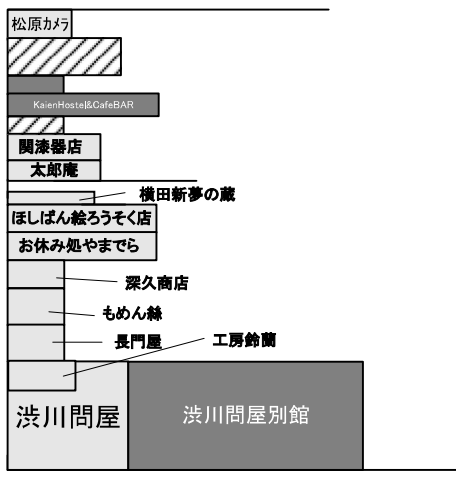 松原カメラ
KaienHostel&CafeBAR
関漆器店
太郎庵
横田新夢の蔵
ほしばん絵ろうそく店
お休み処やまでら
深久商店
もめん絲
長門屋
工房鈴蘭
渋川問屋
渋川問屋別館